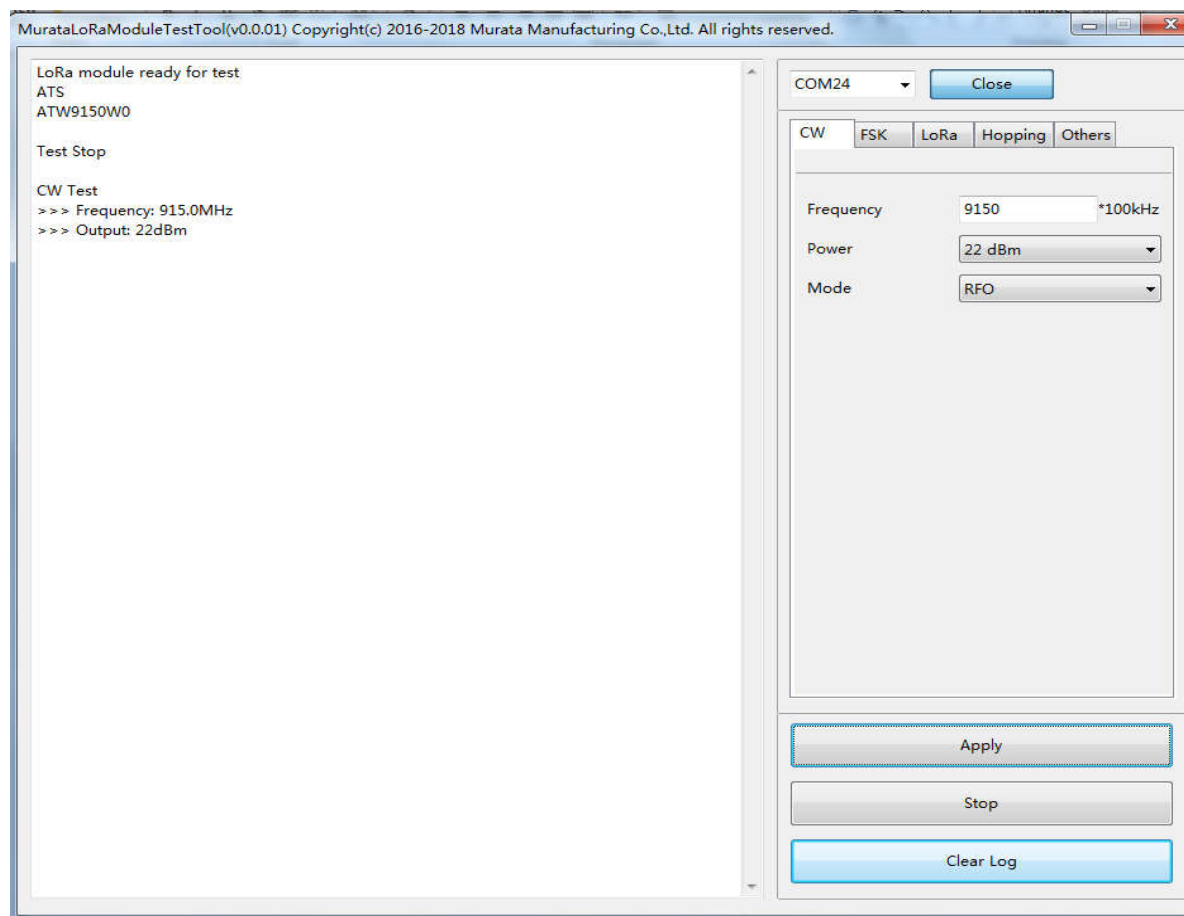 MurataLoRaModuleTestTool(v0.0.01) Copyright(c) 2016-2018 Murata Manufacturing Co.,Ltd. All rights reserved.
LoRa module ready for test
ATS
ATW9150W0
Test Stop
CW Test
>>> Frequency: 915.0MHz
>>> Output: 22dBm
COM24 Close
CW FSK LoRa Hopping Others
Frequency 9150 *100kHz
Power 22 dBm
Mode RFO
Apply
Stop
Clear Log